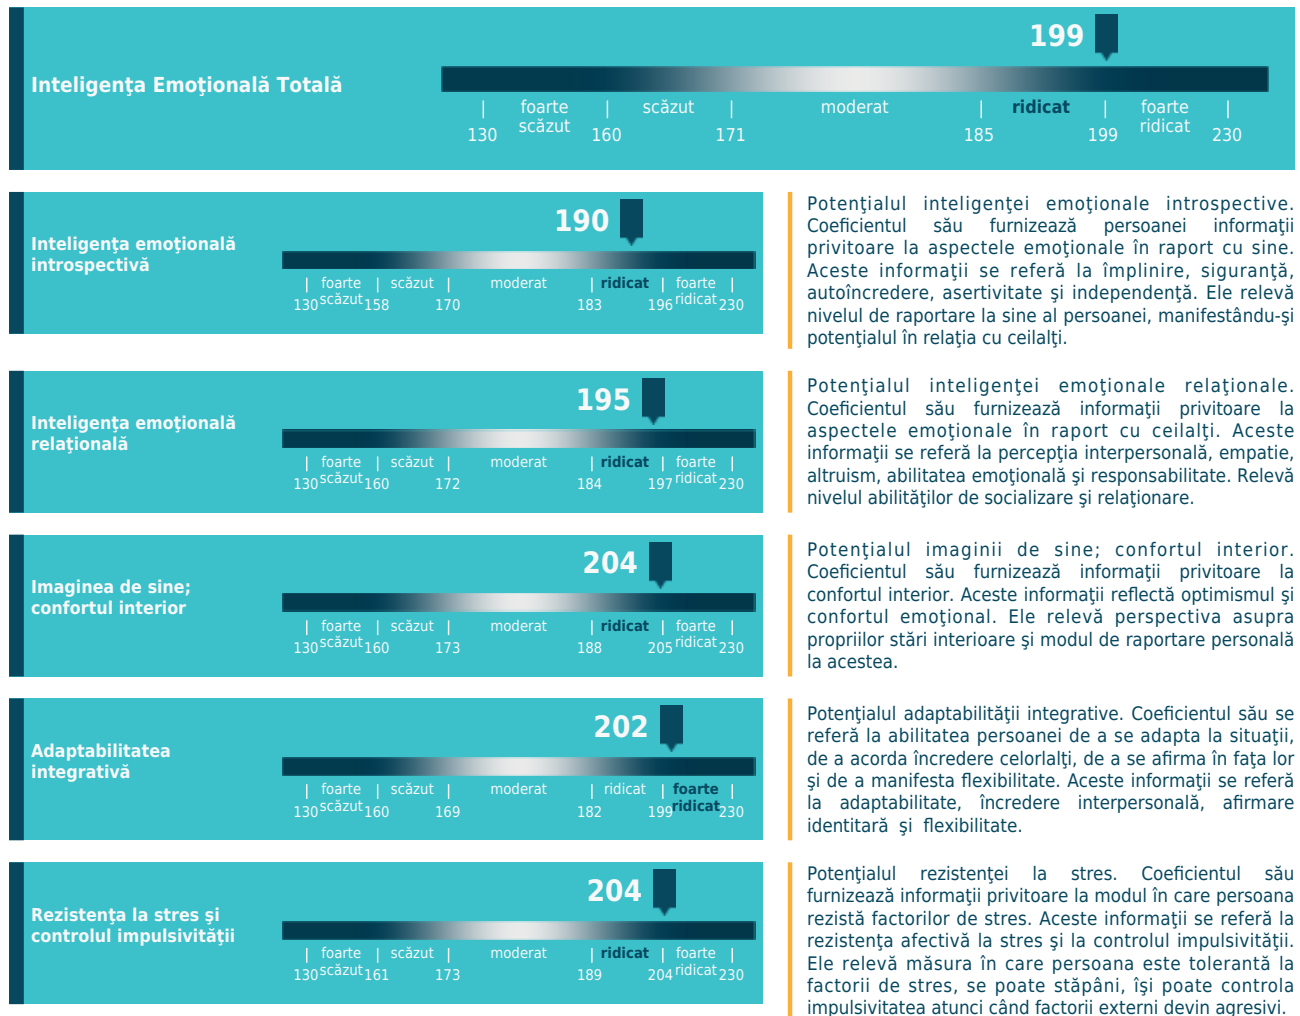 199
Inteligenţa Emoţională Totală
foarte scăzut moderat ridicat foarte
scăzut ridicat
130 160 171 185 199 230
190
Inteligenţa emoţională
introspectivă
foarte scăzut moderat ridicat foarte
scăzut ridicat
130 158 170 183 196 230
Potenţialul inteligenţei emoţionale introspective.
Coeficientul său furnizează persoanei informaţii
privitoare la aspectele emoţionale în raport cu sine.
Aceste informaţii se referă la împlinire, siguranţă,
autoîncredere, asertivitate şi independenţă. Ele relevă
nivelul de raportare la sine al persoanei, manifestându-şi
potenţialul în relaţia cu ceilalţi.
195
Inteligenţa emoţională
relaţională
foarte scăzut moderat ridicat foarte
scăzut ridicat
130 160 172 184 197 230
Potenţialul inteligenţei emoţionale relaţionale.
Coeficientul său furnizează informaţii privitoare la
aspectele emoţionale în raport cu ceilalţi. Aceste
informaţii se referă la percepţia interpersonală, empatie,
altruism, abilitatea emoţională şi responsabilitate. Relevă
nivelul abilităţilor de socializare şi relaţionare.
204
Imaginea de sine;
confortul interior
foarte scăzut moderat ridicat foarte
scăzut ridicat
130 160 173 188 205 230
Potenţialul imaginii de sine; confortul interior.
Coeficientul său furnizează informaţii privitoare la
confortul interior. Aceste informaţii reflectă optimismul şi
confortul emoţional. Ele relevă perspectiva asupra
propriilor stări interioare şi modul de raportare personală
la acestea.
202
Adaptabilitatea
integrativă
foarte scăzut moderat ridicat foarte
scăzut ridicat
130 160 169 182 199 230
Potenţialul adaptabilităţii integrative. Coeficientul său se
referă la abilitatea persoanei de a se adapta la situaţii,
de a acorda încredere celorlalţi, de a se afirma în faţa lor
şi de a manifesta flexibilitate. Aceste informaţii se referă
la adaptabilitate, încredere interpersonală, afirmare
identitară şi flexibilitate.
204
Rezistenţa la stres şi
controlul impulsivităţii
foarte scăzut moderat ridicat foarte
scăzut ridicat
130 161 173 189 204 230
Potenţialul rezistenţei la stres. Coeficientul său
furnizează informaţii privitoare la modul în care persoana
rezistă factorilor de stres. Aceste informaţii se referă la
rezistenţa afectivă la stres şi la controlul impulsivităţii.
Ele relevă măsura în care persoana este tolerantă la
factorii de stres, se poate stăpâni, îşi poate controla
impulsivitatea atunci când factorii externi devin agresivi.